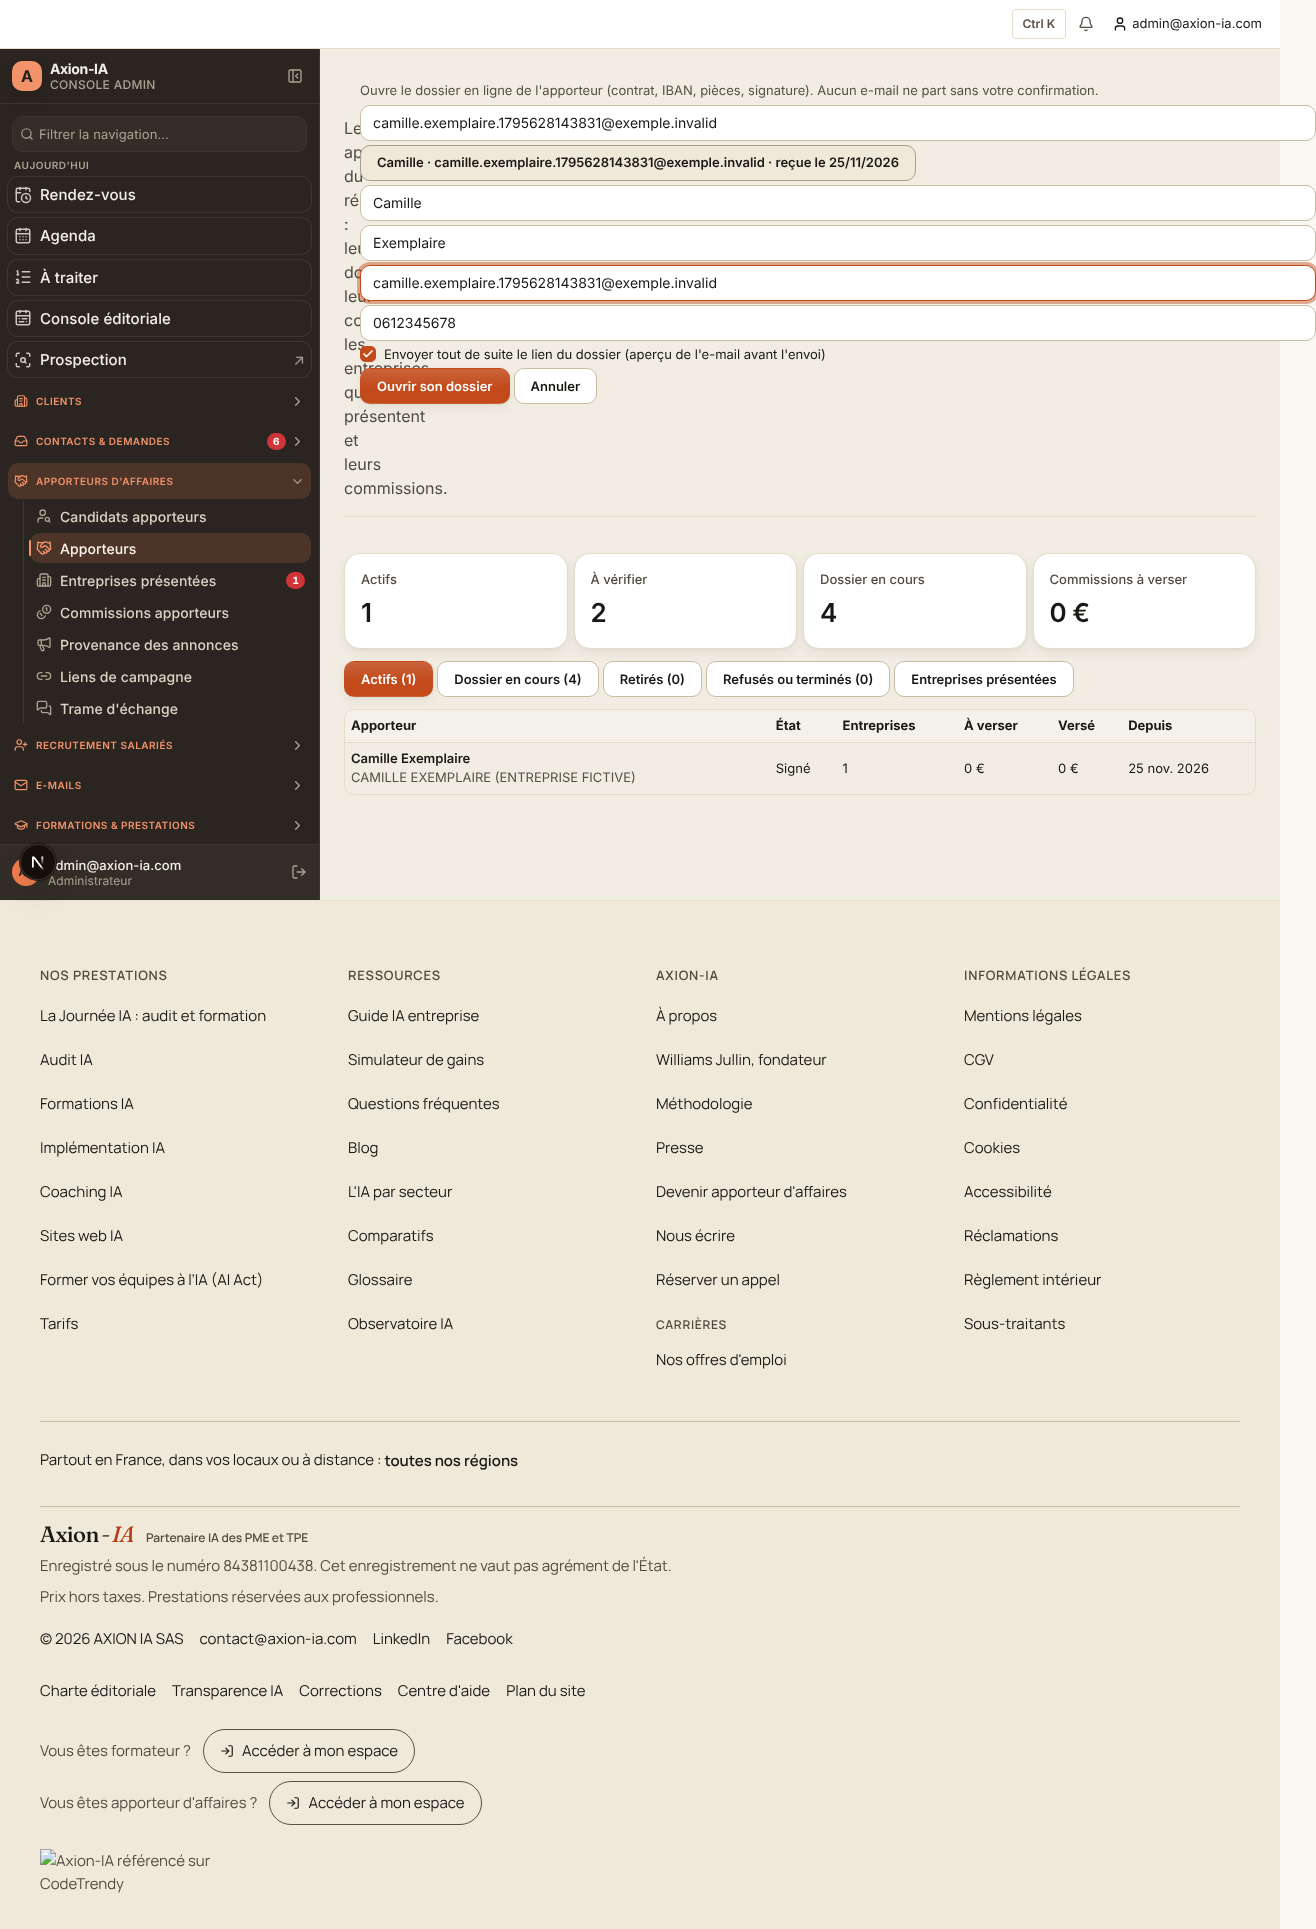 Ctrl K
admin@axion-ia.com
A
Axion-IA
CONSOLE ADMIN
Filtrer la navigation...
AUJOURD'HUI
Rendez-vous
Agenda
À traiter
Console éditoriale
Prospection
CLIENTS
CONTACTS & DEMANDES
6
APPORTEURS D'AFFAIRES
Candidats apporteurs
Apporteurs
Entreprises présentées
1
Commissions apporteurs
Provenance des annonces
Liens de campagne
Trame d'échange
RECRUTEMENT SALARIÉS
E-MAILS
FORMATIONS & PRESTATIONS
N
admin@axion-ia.com
Administrateur
Ouvre le dossier en ligne de l'apporteur (contrat, IBAN, pièces, signature). Aucun e-mail ne part sans votre confirmation.
camille.exemplaire.1795628143831@exemple.invalid
Camille · camille.exemplaire.1795628143831@exemple.invalid · reçue le 25/11/2026
Camille
Exemplaire
camille.exemplaire.1795628143831@exemple.invalid
0612345678
Envoyer tout de suite le lien du dossier (aperçu de l'e-mail avant l'envoi)
Ouvrir son dossier
Annuler
du
:
les
entreprises
présentent
et
leurs
commissions.
Actifs
1
À vérifier
2
Dossier en cours
4
Commissions à verser
0 €
Actifs (1)
Dossier en cours (4)
Retirés (0)
Refusés ou terminés (0)
Entreprises présentées
Apporteur État Entreprises À verser Versé Depuis
Camille Exemplaire
CAMILLE EXEMPLAIRE (ENTREPRISE FICTIVE)
Signé 1 0 € 0 € 25 nov. 2026
NOS PRESTATIONS
La Journée IA : audit et formation
Audit IA
Formations IA
Implémentation IA
Coaching IA
Sites web IA
Former vos équipes à l'IA (AI Act)
Tarifs
RESSOURCES
Guide IA entreprise
Simulateur de gains
Questions fréquentes
Blog
L'IA par secteur
Comparatifs
Glossaire
Observatoire IA
AXION-IA
À propos
Williams Jullin, fondateur
Méthodologie
Presse
Devenir apporteur d'affaires
Nous écrire
Réserver un appel
CARRIÈRES
Nos offres d'emploi
INFORMATIONS LÉGALES
Mentions légales
CGV
Confidentialité
Cookies
Accessibilité
Réclamations
Règlement intérieur
Sous-traitants
Partout en France, dans vos locaux ou à distance : toutes nos régions
Axion-IA Partenaire IA des PME et TPE
Enregistré sous le numéro 84381100438. Cet enregistrement ne vaut pas agrément de l'État.
Prix hors taxes. Prestations réservées aux professionnels.
© 2026 AXION IA SAS contact@axion-ia.com LinkedIn Facebook
Charte éditoriale Transparence IA Corrections Centre d'aide Plan du site
Vous êtes formateur ? Accéder à mon espace
Vous êtes apporteur d'affaires ? Accéder à mon espace
Axion-IA référencé sur
CodeTrendy